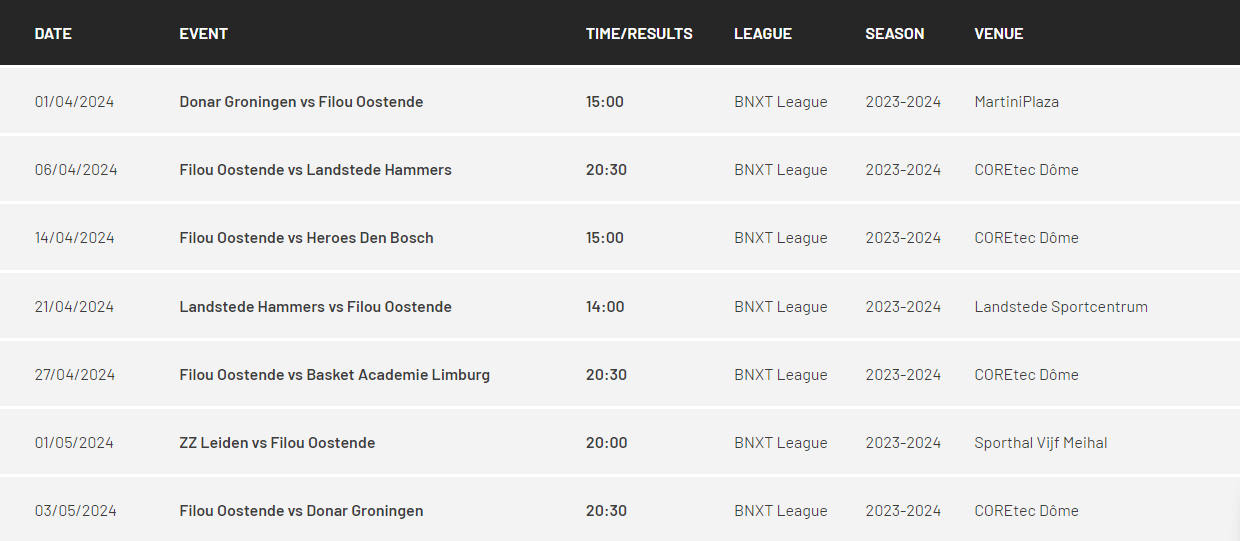 DATE EVENT TIME/RESULTS LEAGUE SEASON VENUE
01/04/2024 Donar Groningen vs Filou Oostende 15:00 BNXT League 2023-2024 MartiniPlaza
06/04/2024 Filou Oostende vs Landstede Hammers 20:30 BNXT League 2023-2024 COREtec Dôme
14/04/2024 Filou Oostende vs Heroes Den Bosch 15:00 BNXT League 2023-2024 COREtec Dôme
21/04/2024 Landstede Hammers vs Filou Oostende 14:00 BNXT League 2023-2024 Landstede Sportcentrum
27/04/2024 Filou Oostende vs Basket Academie Limburg 20:30 BNXT League 2023-2024 COREtec Dôme
01/05/2024 ZZ Leiden vs Filou Oostende 20:00 BNXT League 2023-2024 Sporthal Vijf Meihal
03/05/2024 Filou Oostende vs Donar Groningen 20:30 BNXT League 2023-2024 COREtec Dôme